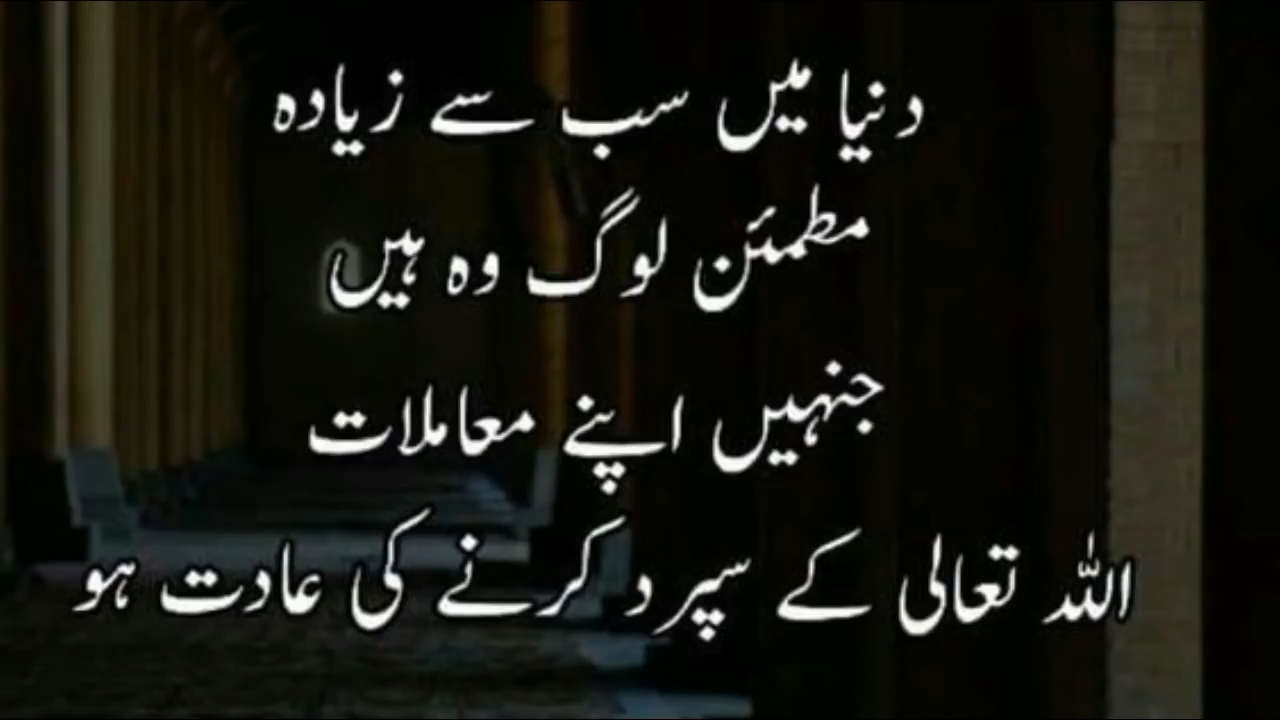 دنیا میں سب سے زیادہ
مطمئن لوگ وہ ہیں
جنہیں اپنے معاملات
اللہ تعالی کے سپرد کرنے کی عادت ہو